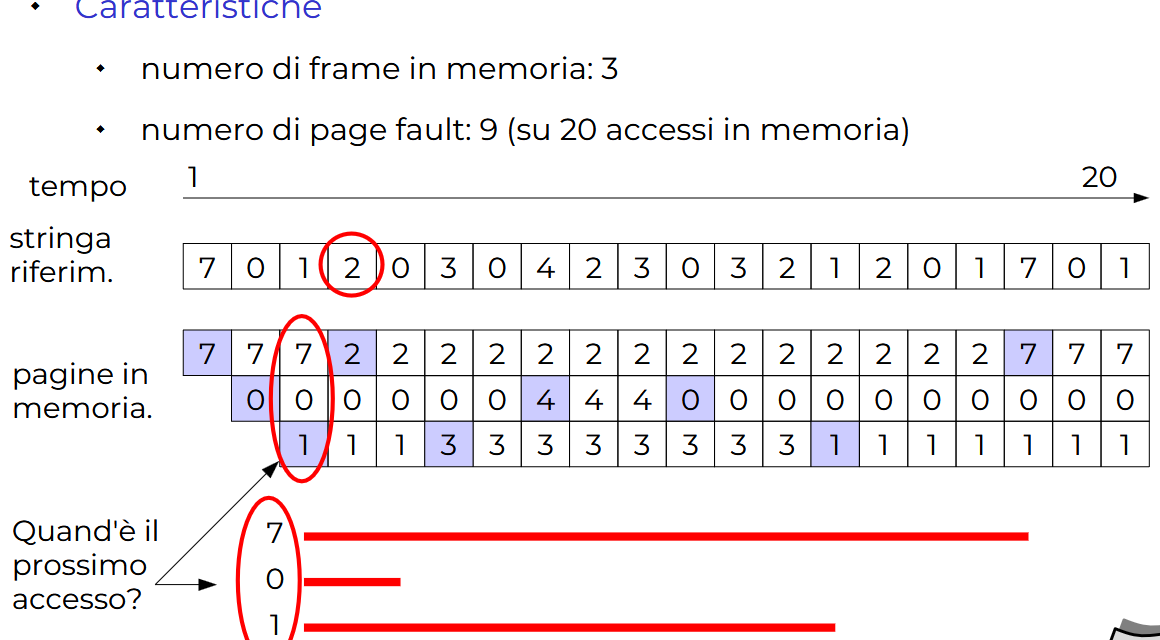 Caratteristiche
numero di frame in memoria: 3
numero di page fault: 9 (su 20 accessi in memoria)
tempo 1 20
stringa
riferim.
7 0 1 2 0 3 0 4 2 3 0 3 2 1 2 0 1 7 0 1
pagine in
memoria.
7 7 7 2 2 2 2 2 2 2 2 2 2 2 2 2 2 7 7 7
0 0 0 0 0 0 4 4 4 0 0 0 0 0 0 0 0 0 0
1 1 1 3 3 3 3 3 3 3 3 1 1 1 1 1 1 1
Quand'è il
prossimo
accesso?
7
0
1